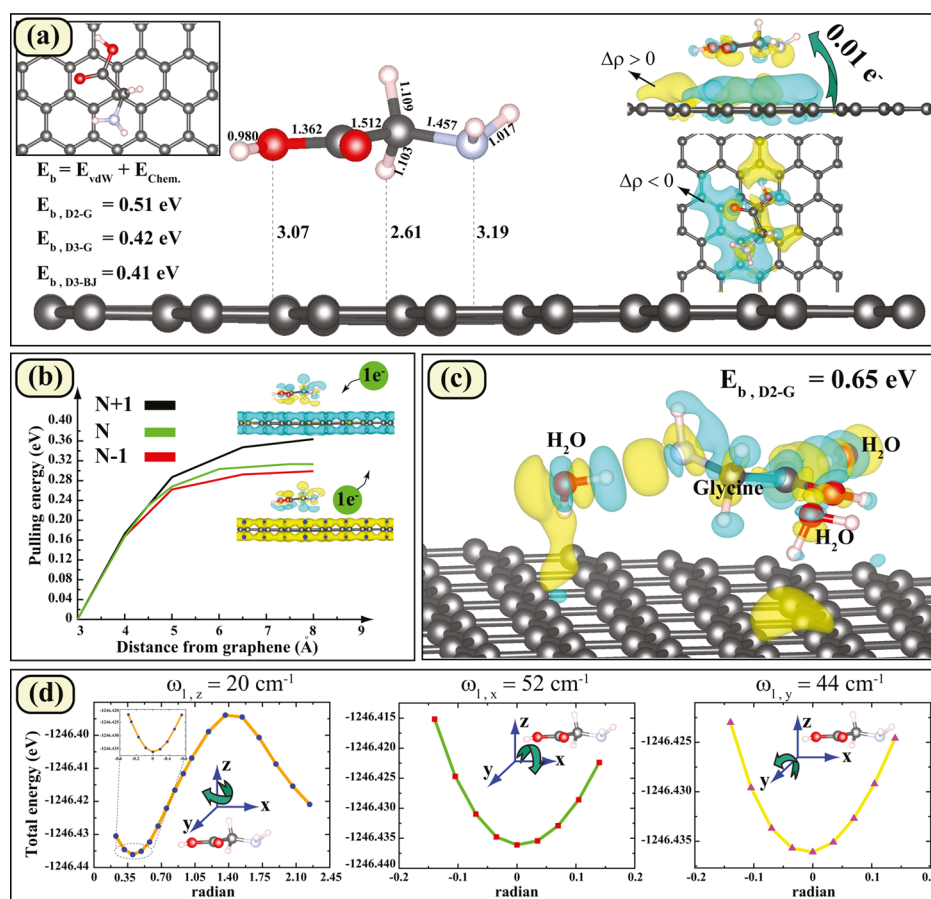 (a)
Δρ > 0
0.01 e-
1.109
0.980
1.362
1.512
1.457
1.017
1.103
E_b = E_vdW + E_Chem.
E_b , D2-G = 0.51 eV
E_b , D3-G = 0.42 eV
E_b , D3-BJ = 0.41 eV
3.07
2.61
3.19
Δρ < 0
(b)
N+1
N
N-1
1e-
1e-
Pulling energy (eV)
0.40
0.36
0.32
0.28
0.24
0.20
0.16
0.12
0.08
0.04
0
3 4 5 6 7 8 9
Distance from graphene (Å)
(c)
E_b , D2-G = 0.65 eV
H2O
H2O
Glycine
H2O
(d)
ω_1, z = 20 cm-1
Total energy (eV)
-1246.40
-1246.41
-1246.42
-1246.43
-1246.44
-1246.420
-1246.425
-1246.430
-1246.435
0
z
x
y
0 0.35 0.70 1.05 1.40 1.75 2.10 2.45
radian
ω_1, x = 52 cm-1
-1246.415
-1246.420
-1246.425
-1246.430
-1246.435
-1246.440
z
x
y
-0.2 -0.1 0 0.1 0.2
radian
ω_1, y = 44 cm-1
-1246.423
-1246.429
-1246.435
z
x
y
-0.2 -0.1 0 0.1 0.2
radian